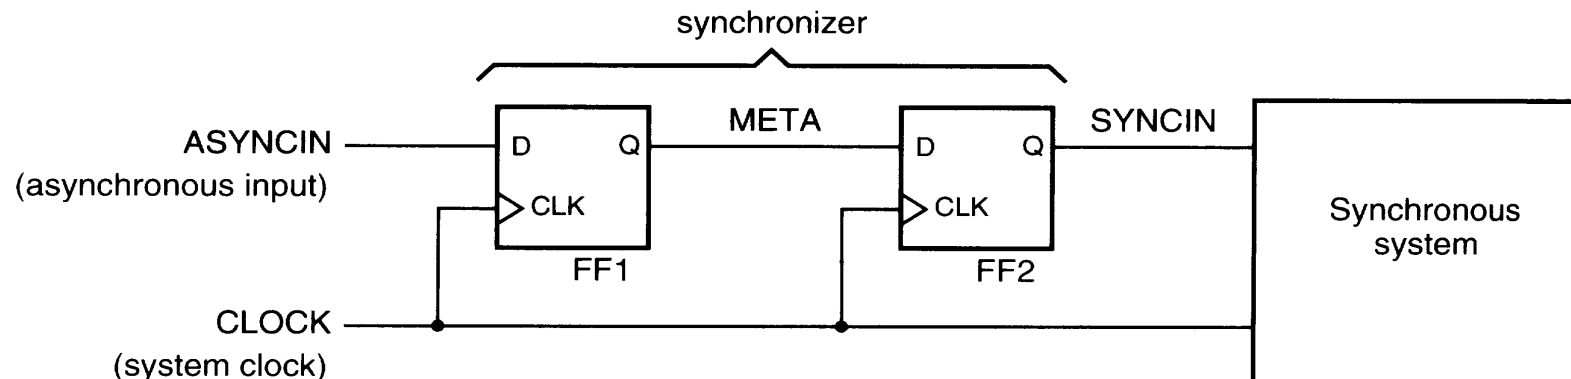 synchronizer
ASYNCIN
(asynchronous input)
D
Q
CLK
FF1
META
D
Q
CLK
FF2
SYNCIN
Synchronous
system
CLOCK
(system clock)